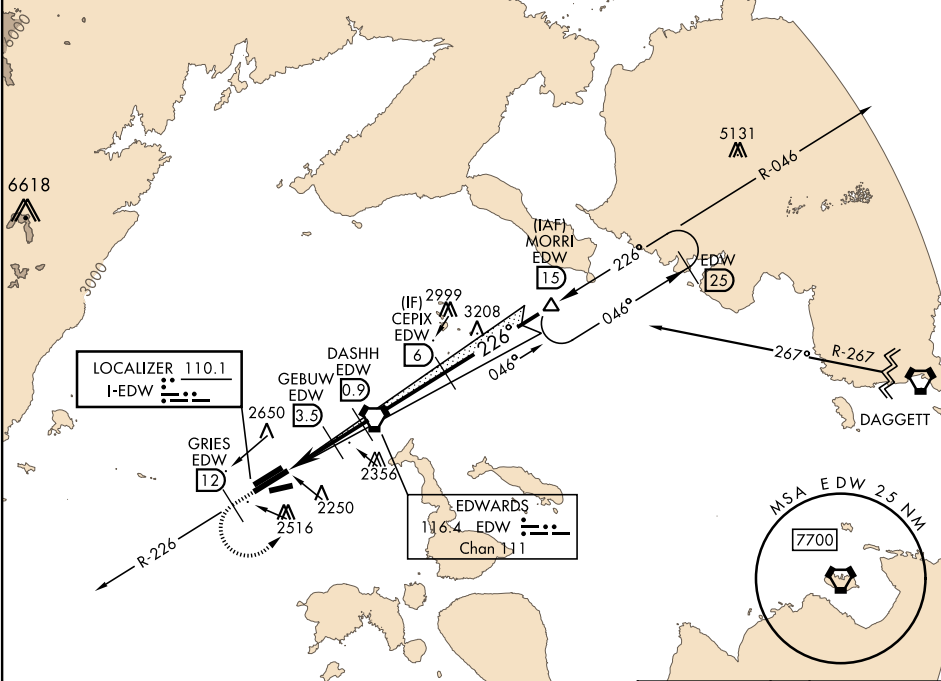 6000
5131
R-046
6618
3000
(IAF)
MORRI
EDW
15
226°
EDW
25
046°
(IF)
CEPIX
EDW
6
2999
3208
226°
046°
267°
R-267
DAGGETT
LOCALIZER 110.1
I-EDW
DASHH
EDW
0.9
GEBUW
EDW
3.5
2650
GRIES
EDW
12
2356
2250
2516
R-226
EDWARDS
116.4 EDW
Chan 111
MSA EDW 25 NM
7700